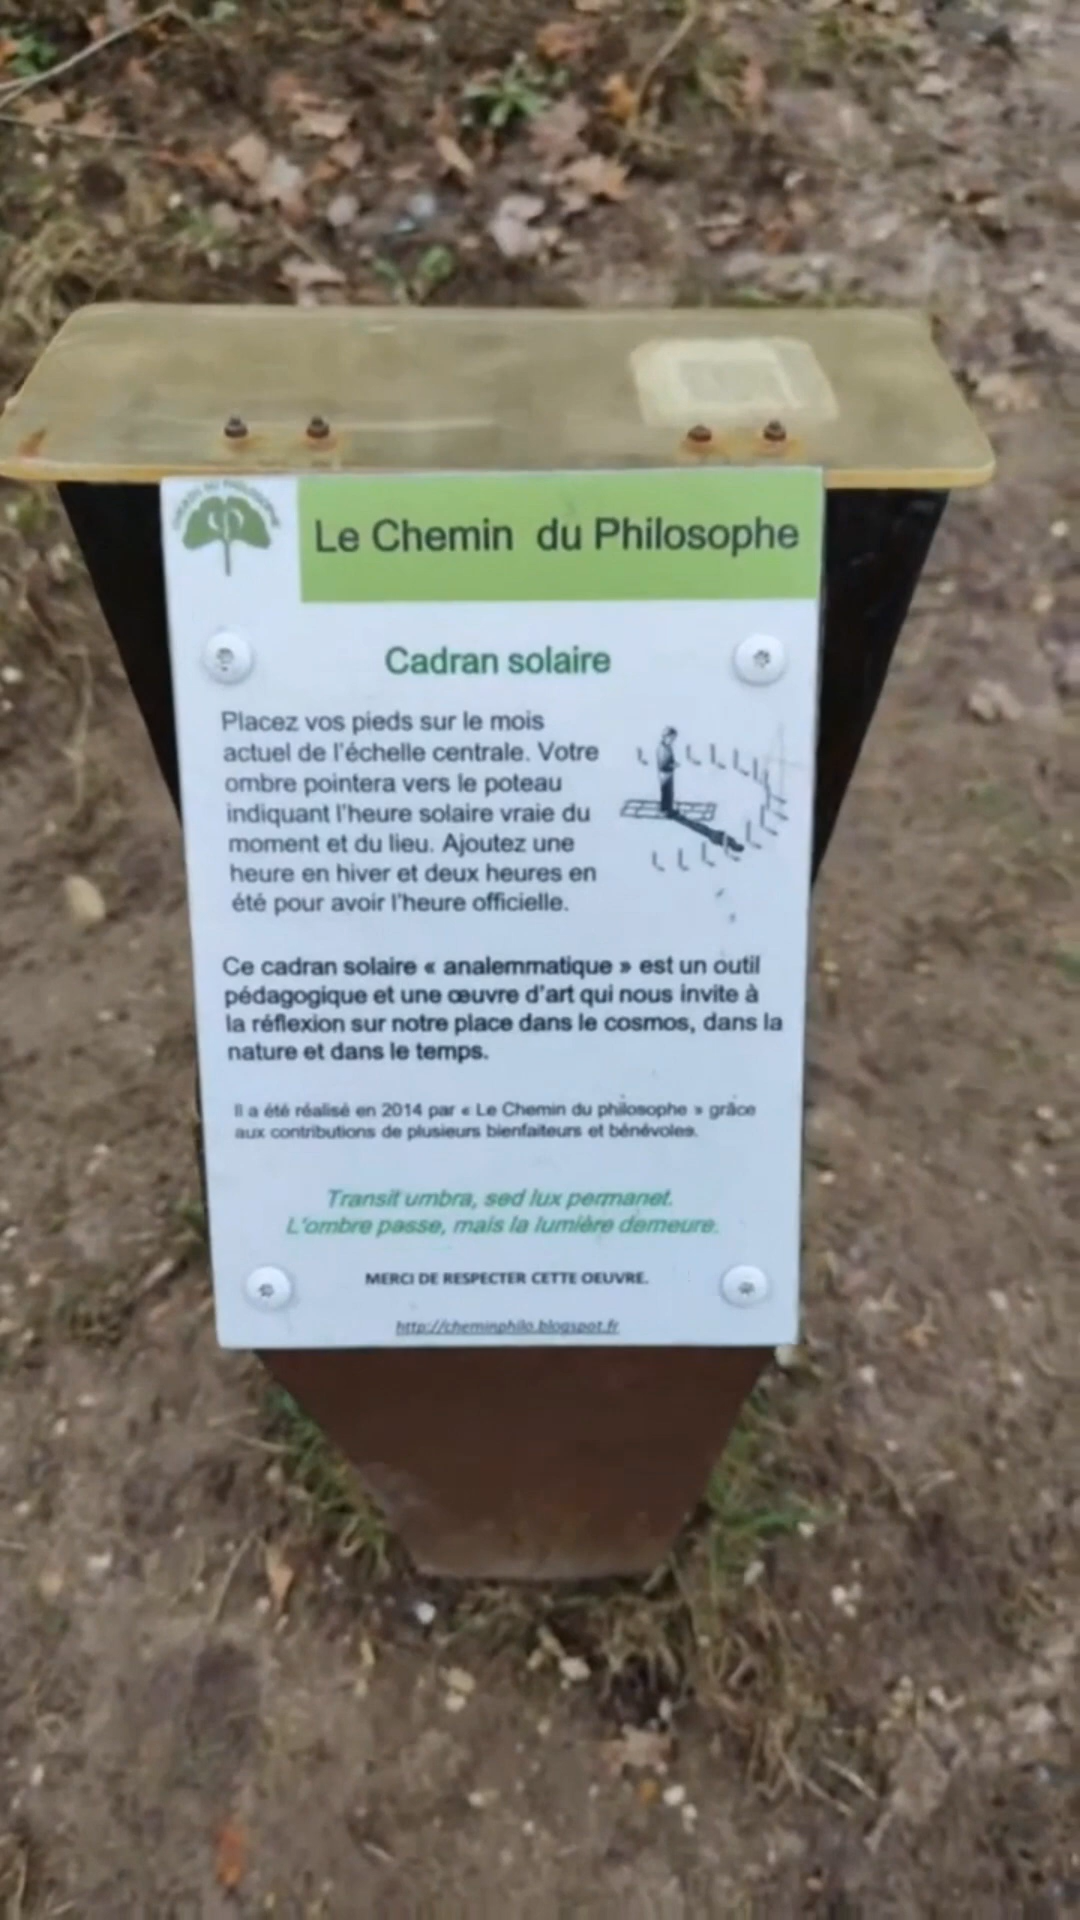 CHEMIN DU PHILOSOPHE
Le Chemin du Philosophe
Cadran solaire
Placez vos pieds sur le mois
actuel de l'échelle centrale. Votre
ombre pointera vers le poteau
indiquant l'heure solaire vraie du
moment et du lieu. Ajoutez une
heure en hiver et deux heures en
été pour avoir l'heure officielle.
Ce cadran solaire « analemmatique » est un outil
pédagogique et une œuvre d'art qui nous invite à
la réflexion sur notre place dans le cosmos, dans la
nature et dans le temps.
Il a été réalisé en 2014 par « Le Chemin du philosophe » grâce
aux contributions de plusieurs bienfaiteurs et bénévoles.
Transit umbra, sed lux permanet.
L'ombre passe, mais la lumière demeure.
MERCI DE RESPECTER CETTE OEUVRE.
http://cheminphilo.blogspot.fr